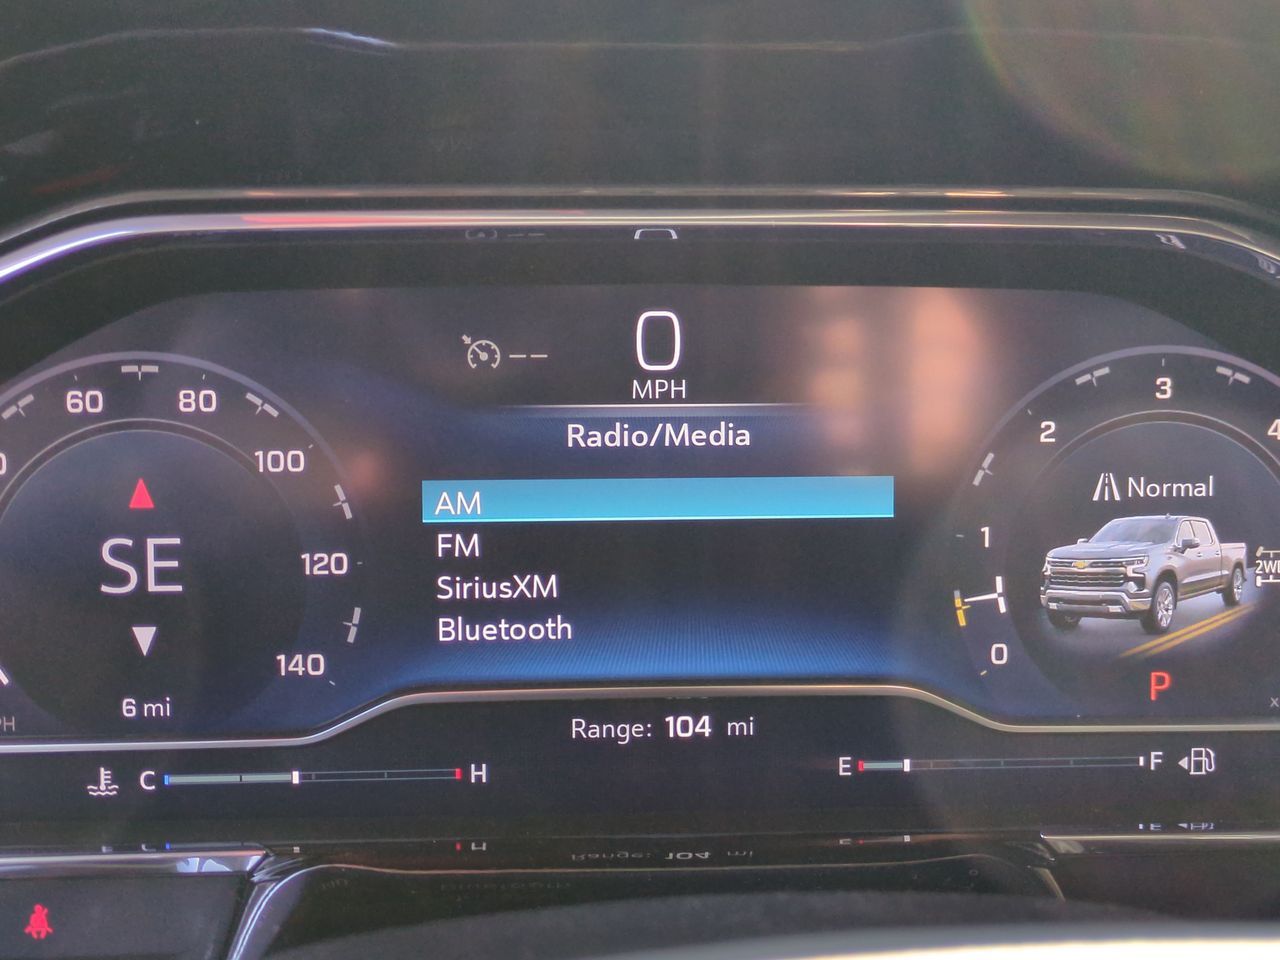 0
MPH
Radio/Media
AM
FM
SiriusXM
Bluetooth
60
80
100
120
140
SE
6 mi
3
2
1
0
4
Normal
2WD
P
Range: 104 mi
C
H
E
F